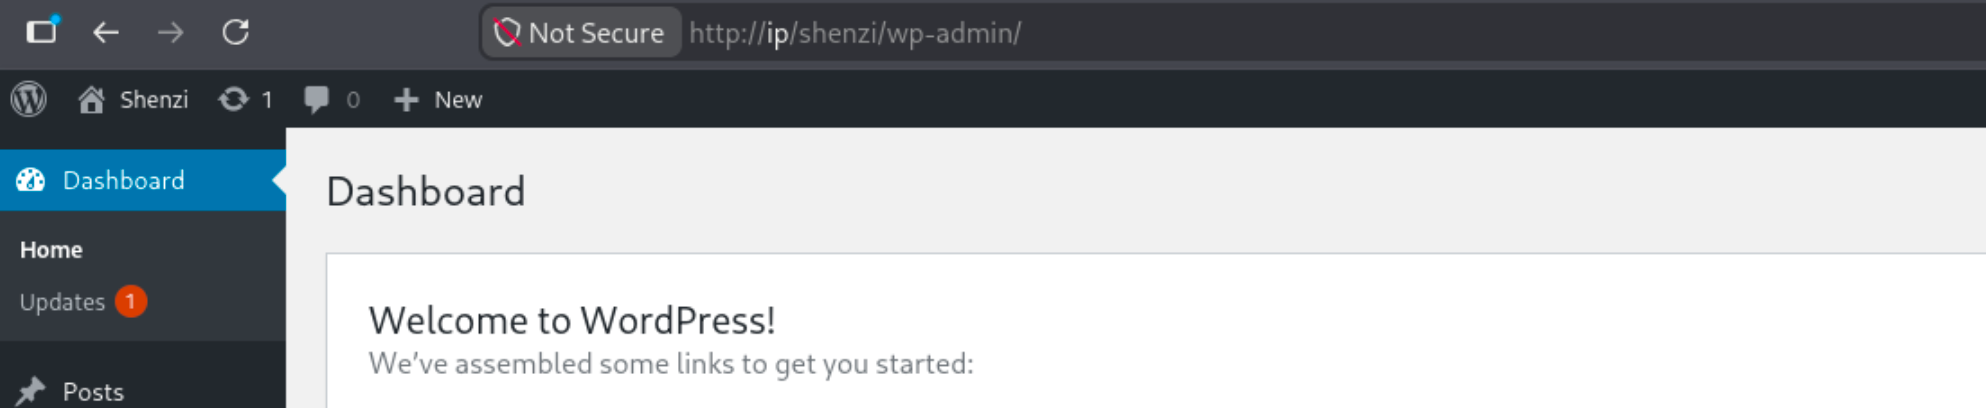 Not Secure http://ip/shenzi/wp-admin/
Shenzi 1 0 New
Dashboard
Home
Updates 1
Posts
Dashboard
Welcome to WordPress!
We've assembled some links to get you started: